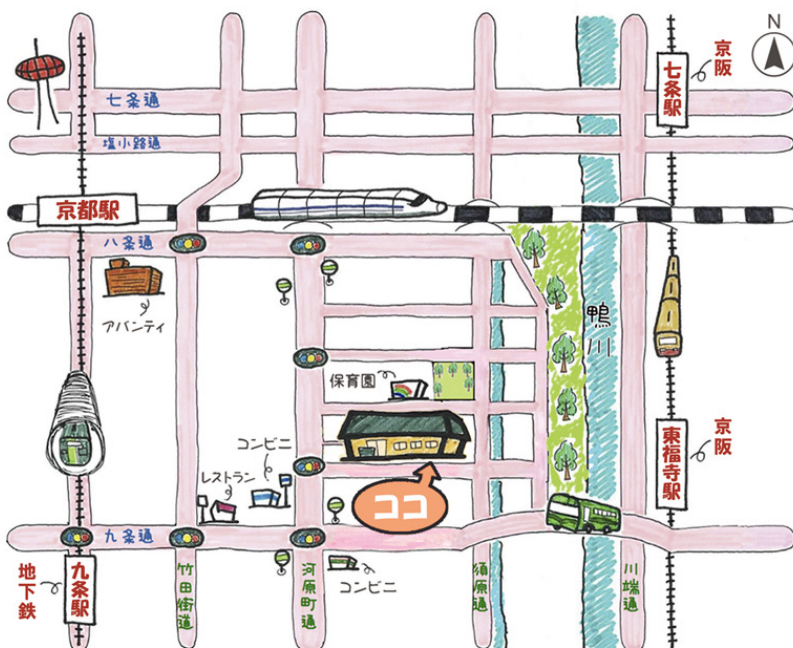 N
京阪
七条駅
七条通
塩小路通
京都駅
八条通
アバンティ
鴨川
保育園
コンビニ
レストラン
ココ
京阪
東福寺駅
九条通
地下鉄
九条駅
竹田街道
河原町通
コンビニ
須原通
川端通